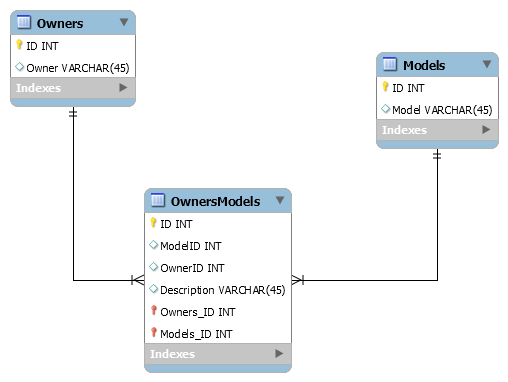 Owners
ID INT
Owner VARCHAR(45)
Indexes
Models
ID INT
Model VARCHAR(45)
Indexes
OwnersModels
ID INT
ModelID INT
OwnerID INT
Description VARCHAR(45)
Owners_ID INT
Models_ID INT
Indexes